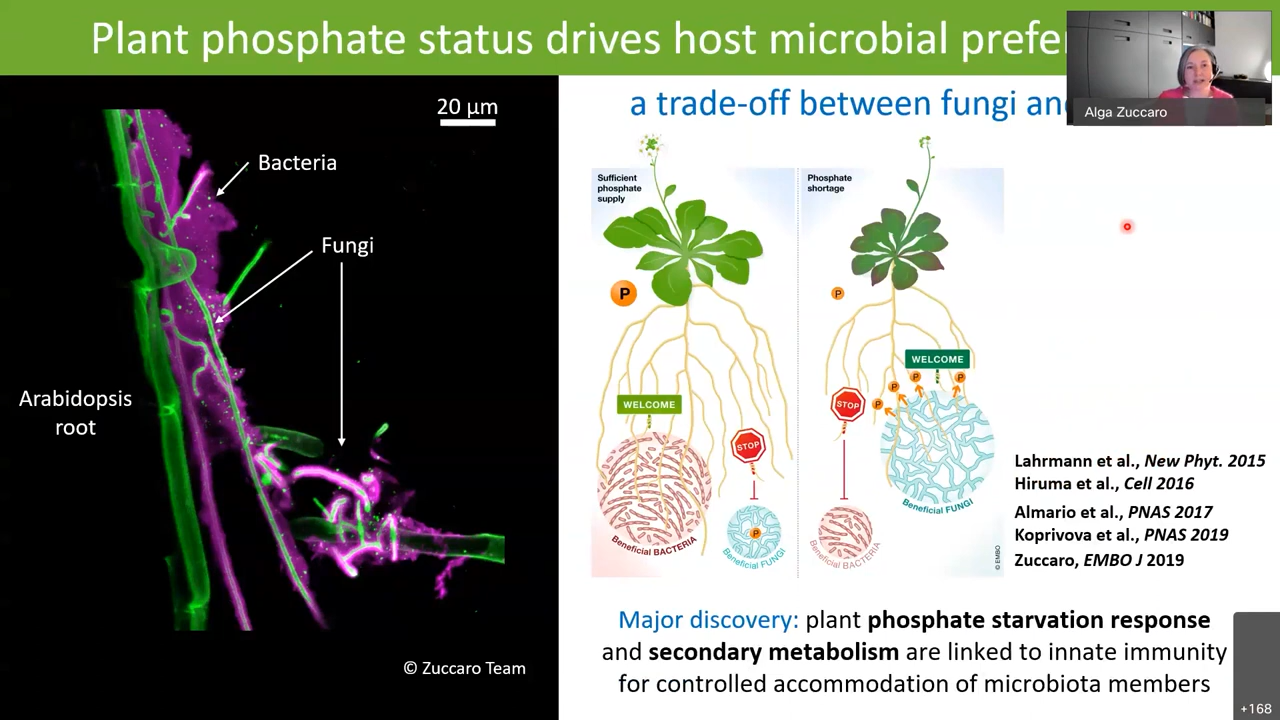 Plant phosphate status drives host microbial
a trade-off between fungi
Alga Zuccaro
20 µm
Bacteria
Fungi
Arabidopsis
root
© Zuccaro Team
Sufficient
phosphate
supply
P
WELCOME
STOP
P
Beneficial BACTERIA
Beneficial FUNGI
Phosphate
shortage
P
WELCOME
P
P
P
P
STOP
Beneficial BACTERIA
Beneficial FUNGI
© EMBO
Lahrmann et al., New Phyt. 2015
Hiruma et al., Cell 2016
Almario et al., PNAS 2017
Koprivova et al., PNAS 2019
Zuccaro, EMBO J 2019
Major discovery: plant phosphate starvation response
and secondary metabolism are linked to innate immunity
for controlled accommodation of microbiota members
+168